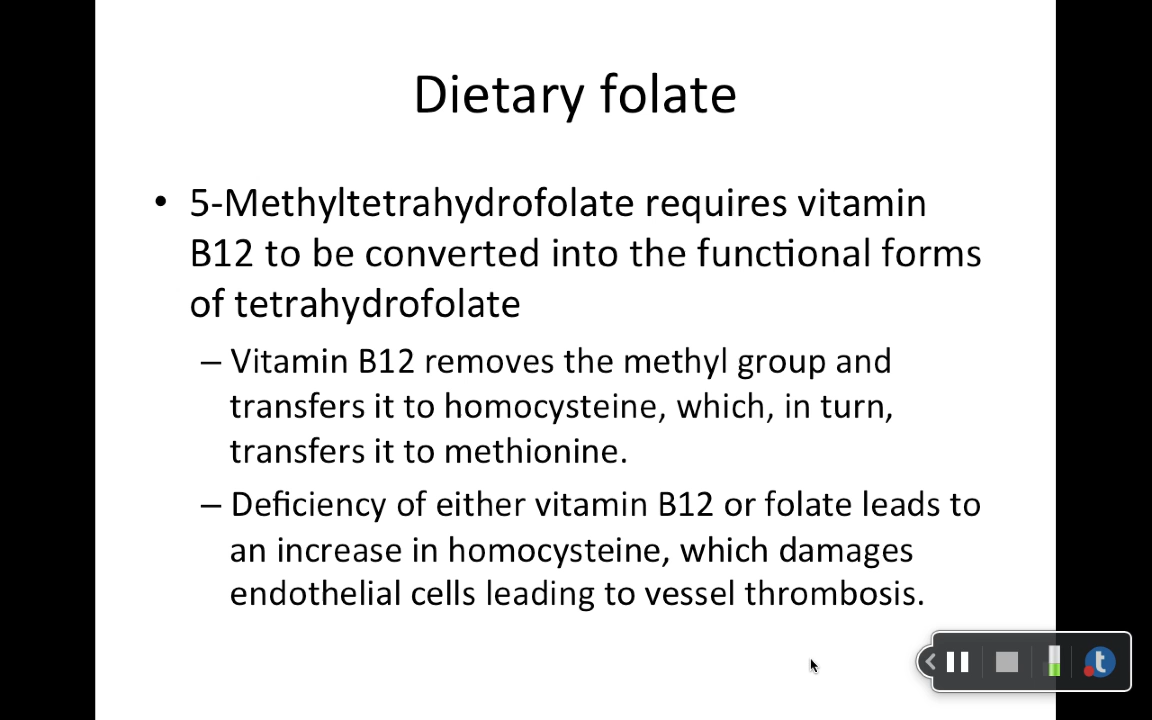 Dietary folate
• 5-Methyltetrahydrofolate requires vitamin
B12 to be converted into the functional forms
of tetrahydrofolate
– Vitamin B12 removes the methyl group and
transfers it to homocysteine, which, in turn,
transfers it to methionine.
– Deficiency of either vitamin B12 or folate leads to
an increase in homocysteine, which damages
endothelial cells leading to vessel thrombosis.
t